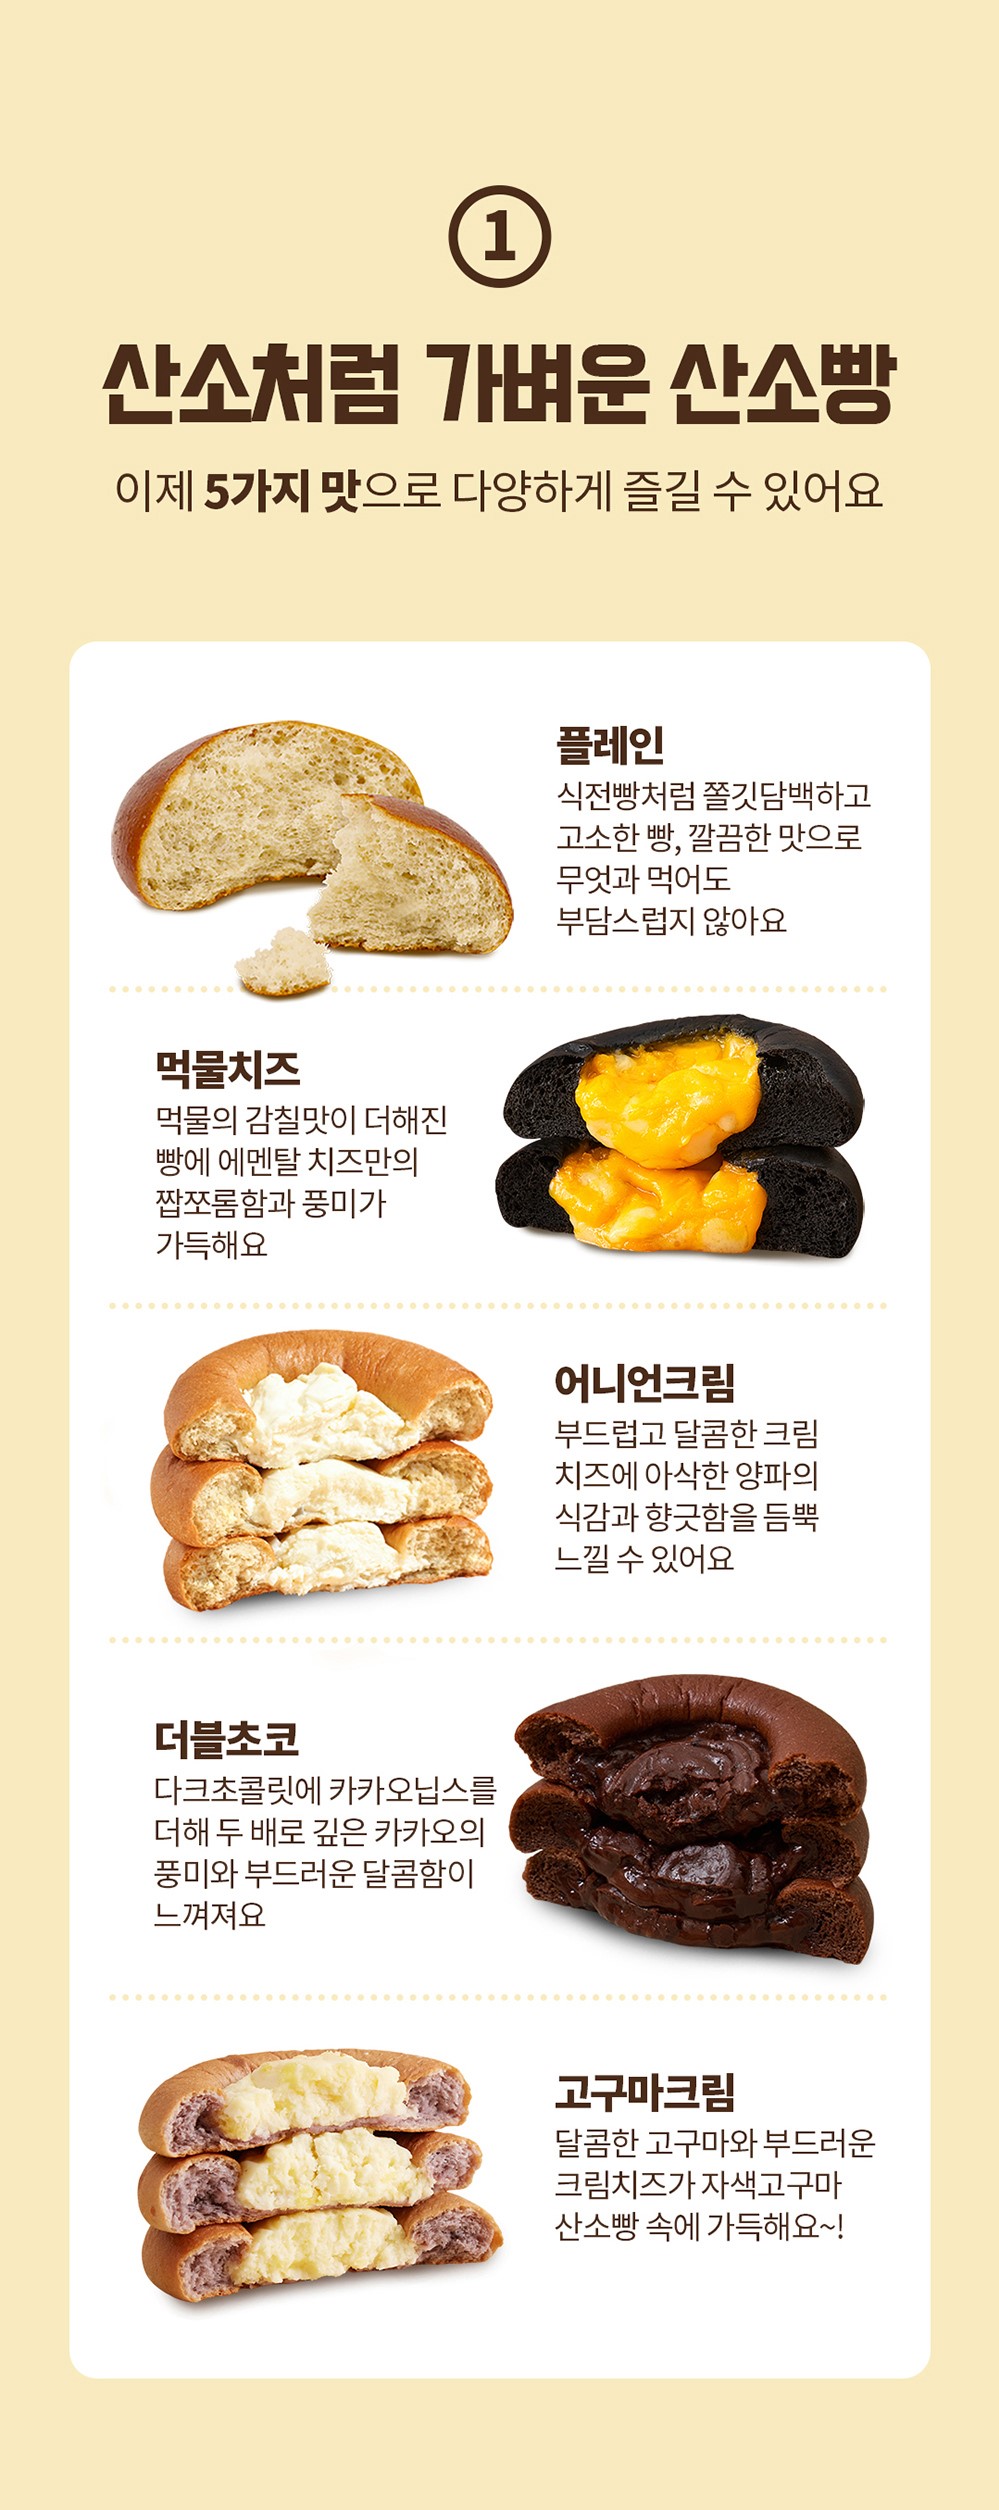 1
산소처럼 가벼운 산소빵
이제 5가지 맛으로 다양하게 즐길 수 있어요
플레인
식전빵처럼 쫄깃담백하고
고소한 빵, 깔끔한 맛으로
무엇과 먹어도
부담스럽지 않아요
먹물치즈
먹물의 감칠맛이 더해진
빵에 에멘탈 치즈만의
짭쪼롬함과 풍미가
가득해요
어니언크림
부드럽고 달콤한 크림
치즈에 아삭한 양파의
식감과 향긋함을 듬뿍
느낄 수 있어요
더블초코
다크초콜릿에 카카오닙스를
더해 두 배로 깊은 카카오의
풍미와 부드러운 달콤함이
느껴져요
고구마크림
달콤한 고구마와 부드러운
크림치즈가 자색고구마
산소빵 속에 가득해요~!